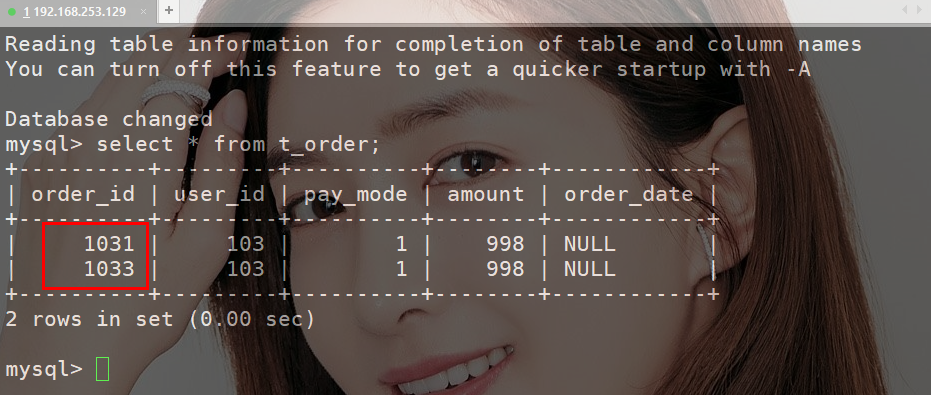 1 192.168.253.129 × +
Reading table information for completion of table and column names
You can turn off this feature to get a quicker startup with -A
Database changed
mysql> select * from t_order;
+----------+---------+----------+--------+------------+
| order_id | user_id | pay_mode | amount | order_date |
+----------+---------+----------+--------+------------+
|     1031 |     103 |        1 |    998 | NULL       |
|     1033 |     103 |        1 |    998 | NULL       |
+----------+---------+----------+--------+------------+
2 rows in set (0.00 sec)
mysql>